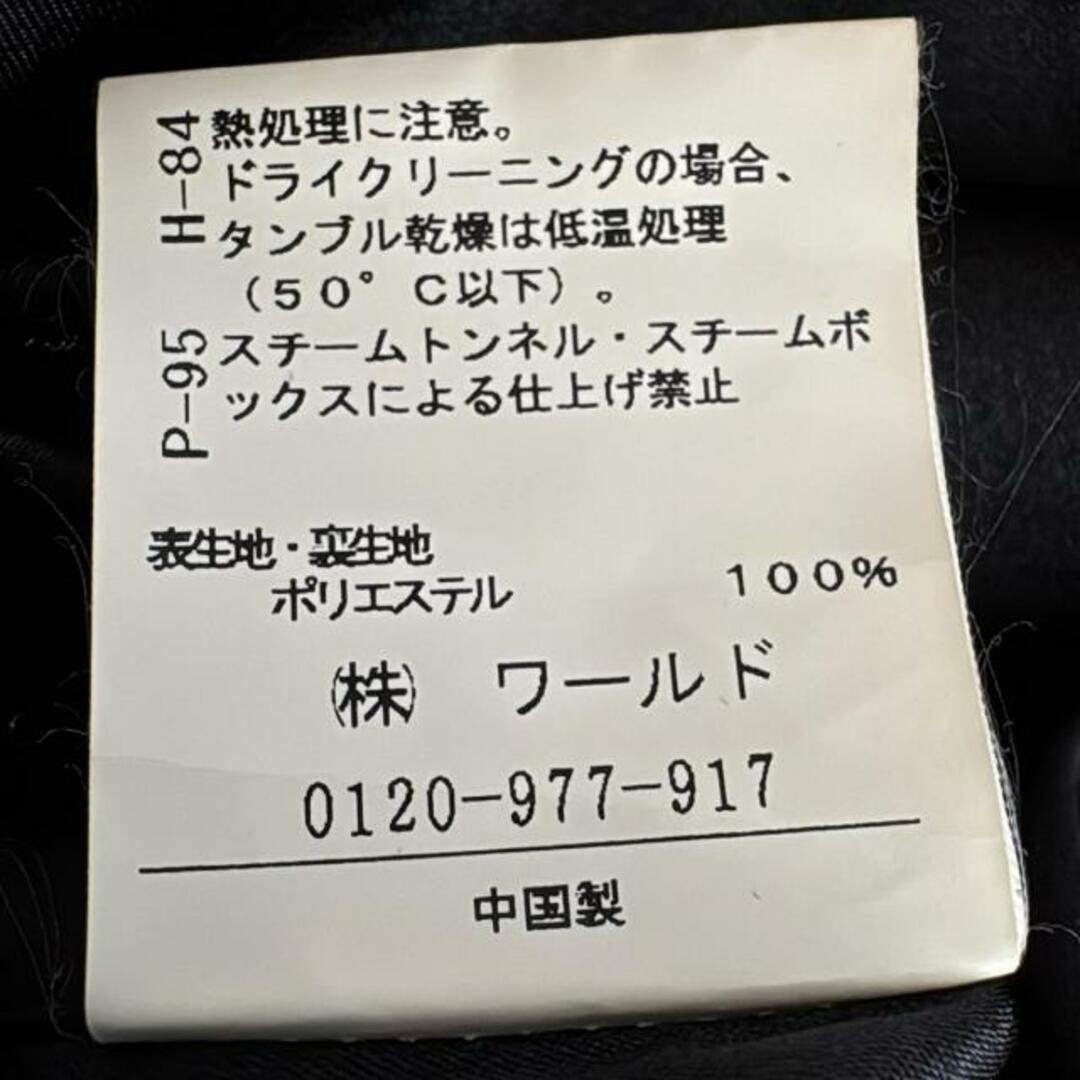 H-84
熱処理に注意。
ドライクリーニングの場合、
タンブル乾燥は低温処理
(50°C以下)。
P-95
スチームトンネル・スチームボ
ックスによる仕上げ禁止
表生地・裏生地
ポリエステル 100%
㈱ ワールド
0120-977-917
中国製